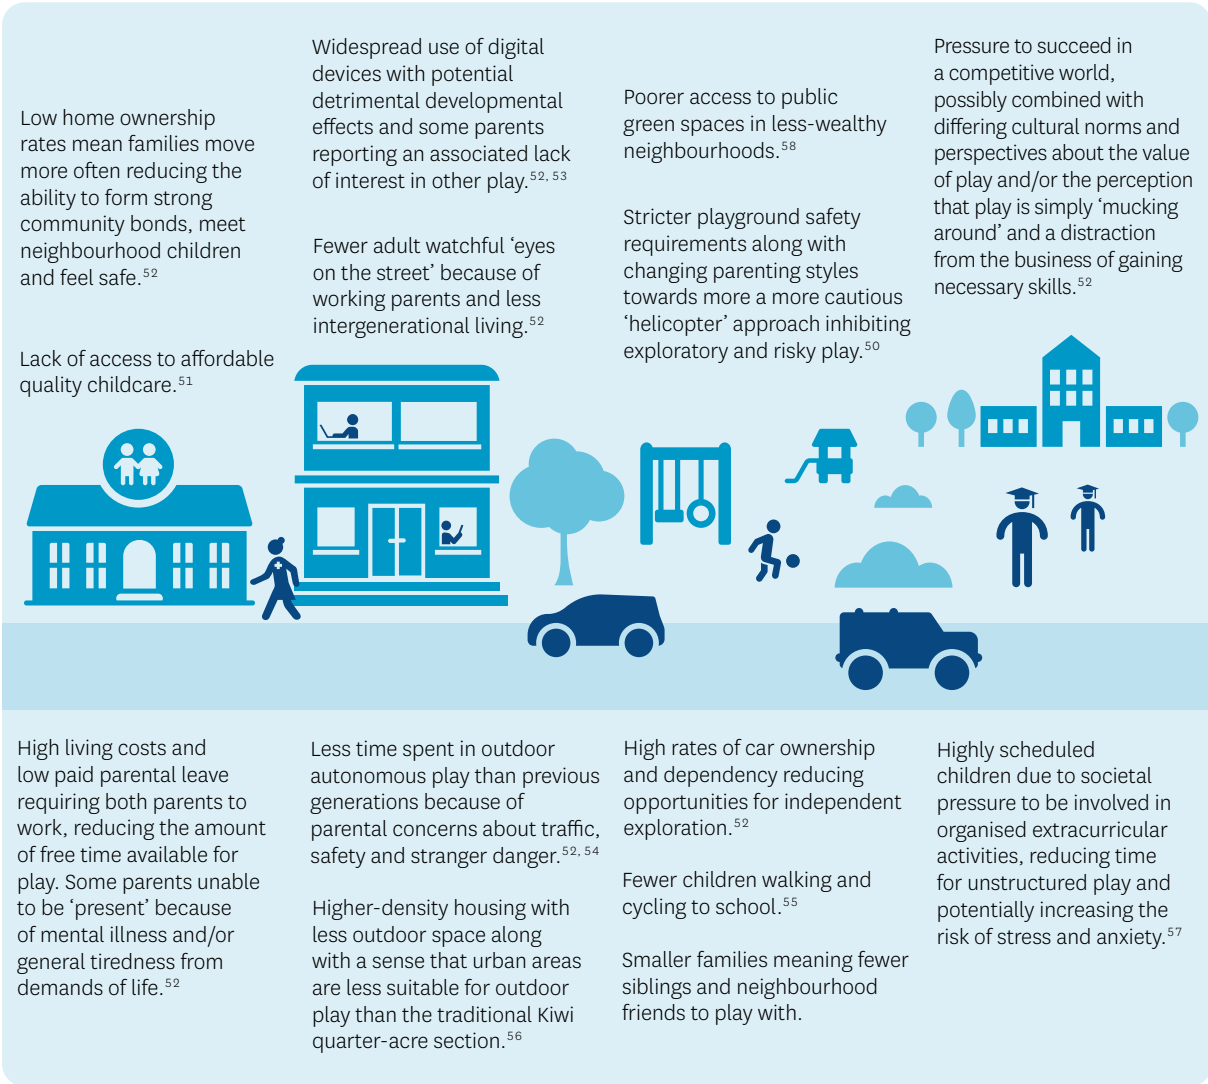 Low home ownership
rates mean families move
more often reducing the
ability to form strong
community bonds, meet
neighbourhood children
and feel safe.52
Lack of access to affordable
quality childcare.51
Widespread use of digital
devices with potential
detrimental developmental
effects and some parents
reporting an associated lack
of interest in other play.52, 53
Fewer adult watchful ‘eyes
on the street’ because of
working parents and less
intergenerational living.52
Poorer access to public
green spaces in less-wealthy
neighbourhoods.58
Stricter playground safety
requirements along with
changing parenting styles
towards more a more cautious
‘helicopter’ approach inhibiting
exploratory and risky play.50
Pressure to succeed in
a competitive world,
possibly combined with
differing cultural norms and
perspectives about the value
of play and/or the perception
that play is simply ‘mucking
around’ and a distraction
from the business of gaining
necessary skills.52
High living costs and
low paid parental leave
requiring both parents to
work, reducing the amount
of free time available for
play. Some parents unable
to be ‘present’ because
of mental illness and/or
general tiredness from
demands of life.52
Less time spent in outdoor
autonomous play than previous
generations because of
parental concerns about traffic,
safety and stranger danger.52, 54
Higher-density housing with
less outdoor space along
with a sense that urban areas
are less suitable for outdoor
play than the traditional Kiwi
quarter-acre section.56
High rates of car ownership
and dependency reducing
opportunities for independent
exploration.52
Fewer children walking and
cycling to school.55
Smaller families meaning fewer
siblings and neighbourhood
friends to play with.
Highly scheduled
children due to societal
pressure to be involved in
organised extracurricular
activities, reducing time
for unstructured play and
potentially increasing the
risk of stress and anxiety.57